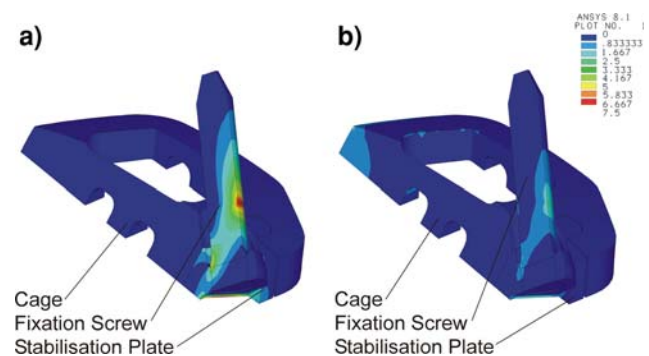 a)
b)
ANSYS 8.1
PLOT NO. 1
0
.833333
1.667
2.5
3.333
4.167
5
5.833
6.667
7.5
Cage
Fixation Screw
Stabilisation Plate
Cage
Fixation Screw
Stabilisation Plate